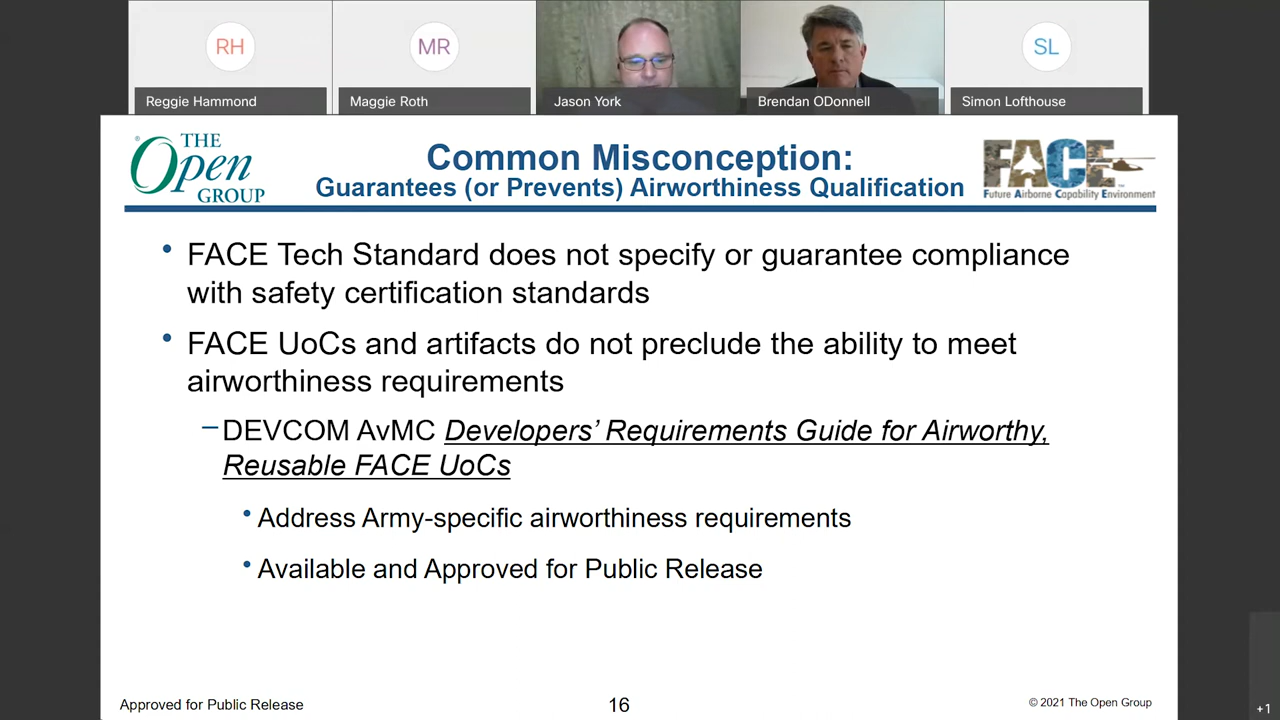 RH
MR
SL
Reggie Hammond
Maggie Roth
Jason York
Brendan ODonnell
Simon Lofthouse
® THE
Open
GROUP
Common Misconception:
Guarantees (or Prevents) Airworthiness Qualification
FACE™
Future Airborne Capability Environment
• FACE Tech Standard does not specify or guarantee compliance
with safety certification standards
• FACE UoCs and artifacts do not preclude the ability to meet
airworthiness requirements
– DEVCOM AvMC Developers’ Requirements Guide for Airworthy,
Reusable FACE UoCs
• Address Army-specific airworthiness requirements
• Available and Approved for Public Release
Approved for Public Release
16
© 2021 The Open Group
+1